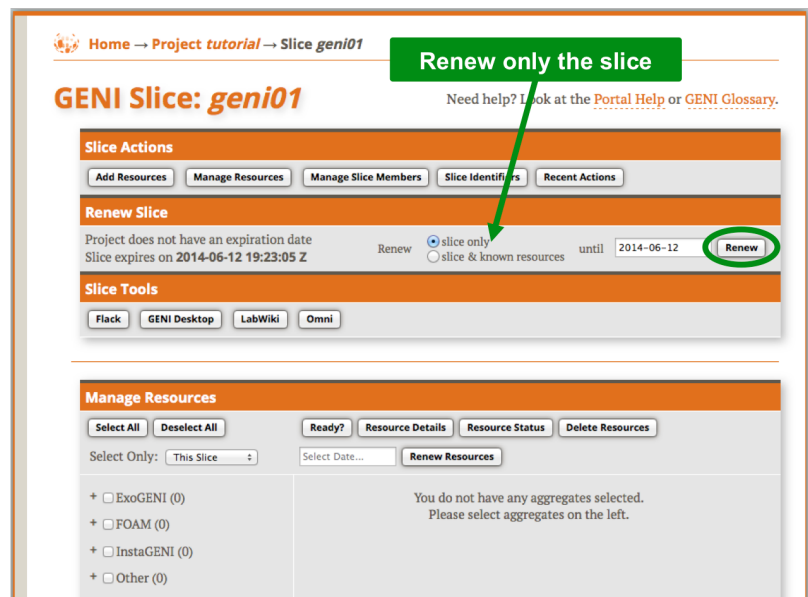 Home → Project tutorial → Slice geni01
Renew only the slice
GENI Slice: geni01
Need help? Look at the Portal Help or GENI Glossary.
Slice Actions
Add Resources Manage Resources Manage Slice Members Slice Identifiers Recent Actions
Renew Slice
Project does not have an expiration date
Slice expires on 2014-06-12 19:23:05 Z
Renew
slice only
slice & known resources
until 2014-06-12 Renew
Slice Tools
Flack GENI Desktop LabWiki Omni
Manage Resources
Select All Deselect All
Ready? Resource Details Resource Status Delete Resources
Select Only: This Slice
Select Date... Renew Resources
+ ExoGENI (0)
+ FOAM (0)
+ InstaGENI (0)
+ Other (0)
You do not have any aggregates selected.
Please select aggregates on the left.